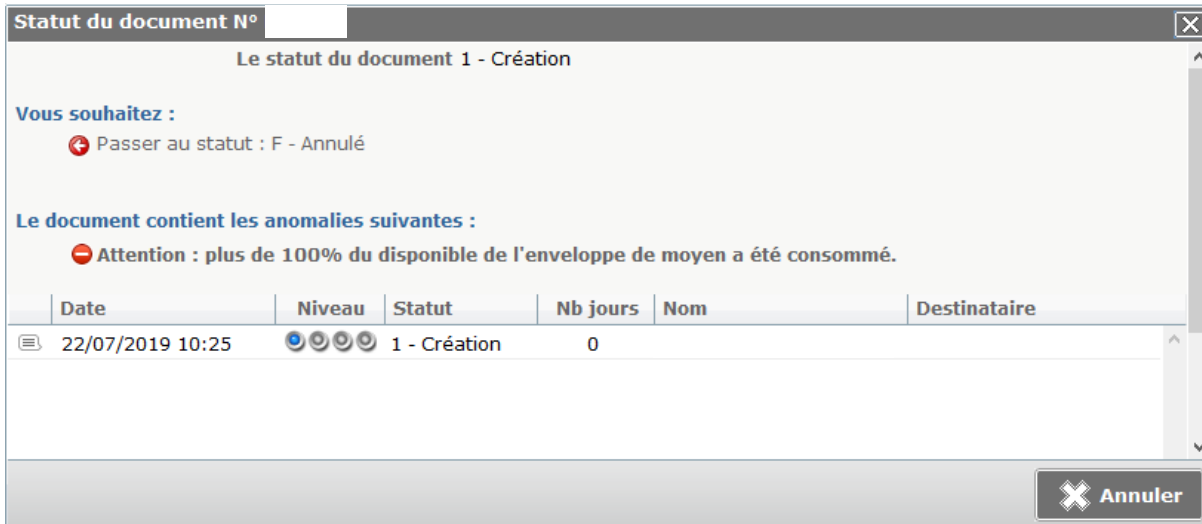 Statut du document N°
Le statut du document 1 - Création
Vous souhaitez :
Passer au statut : F - Annulé
Le document contient les anomalies suivantes :
Attention : plus de 100% du disponible de l'enveloppe de moyen a été consommé.
Date Niveau Statut Nb jours Nom Destinataire
22/07/2019 10:25 1 - Création 0
Annuler